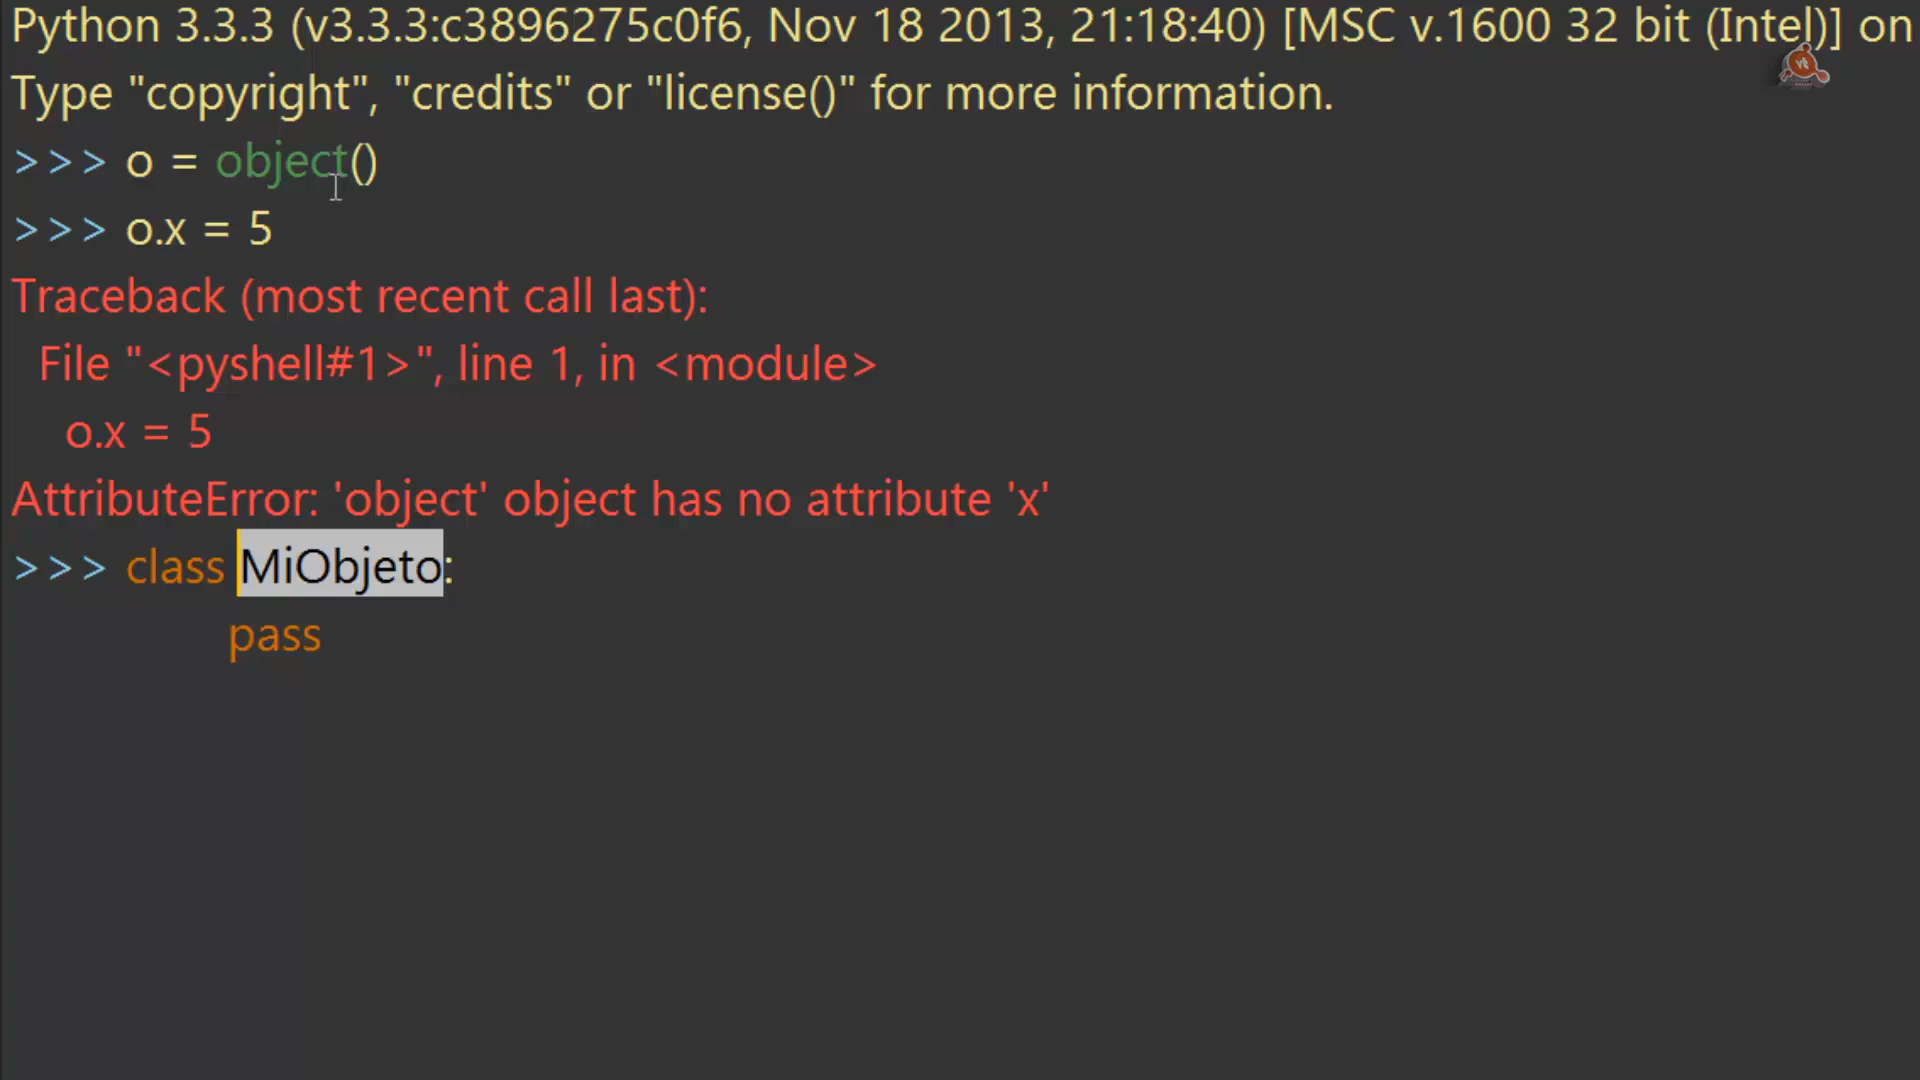 Python 3.3.3 (v3.3.3:c3896275c0f6, Nov 18 2013, 21:18:40) [MSC v.1600 32 bit (Intel)] on
Type "copyright", "credits" or "license()" for more information.
>>> o = object()
>>> o.x = 5
Traceback (most recent call last):
  File "<pyshell#1>", line 1, in <module>
    o.x = 5
AttributeError: 'object' object has no attribute 'x'
>>> class MiObjeto:
        pass